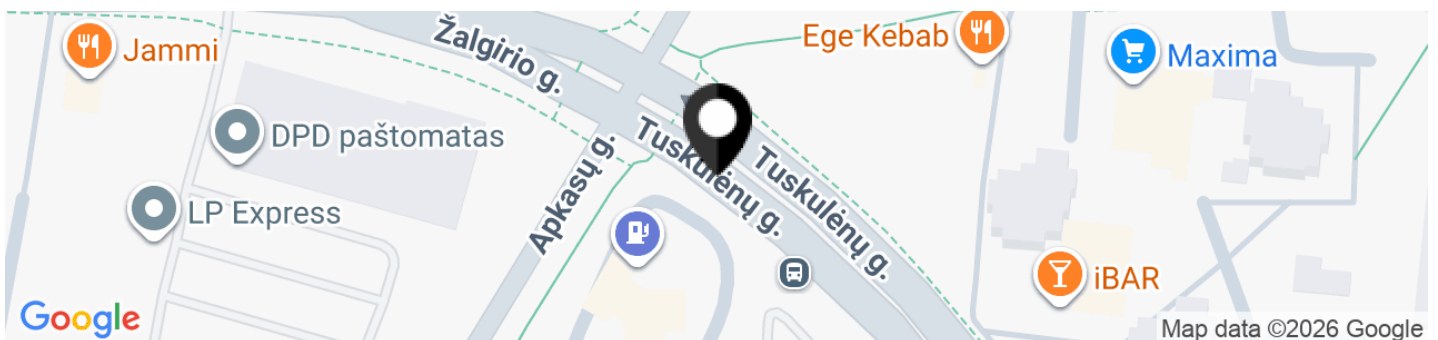 Jammi
Žalgirio g.
Ege Kebab
Maxima
DPD paštomatas
Tuskulėnų g.
Tuskulėnų g.
Apkasų g.
LP Express
iBAR
Google
Map data ©2026 Google